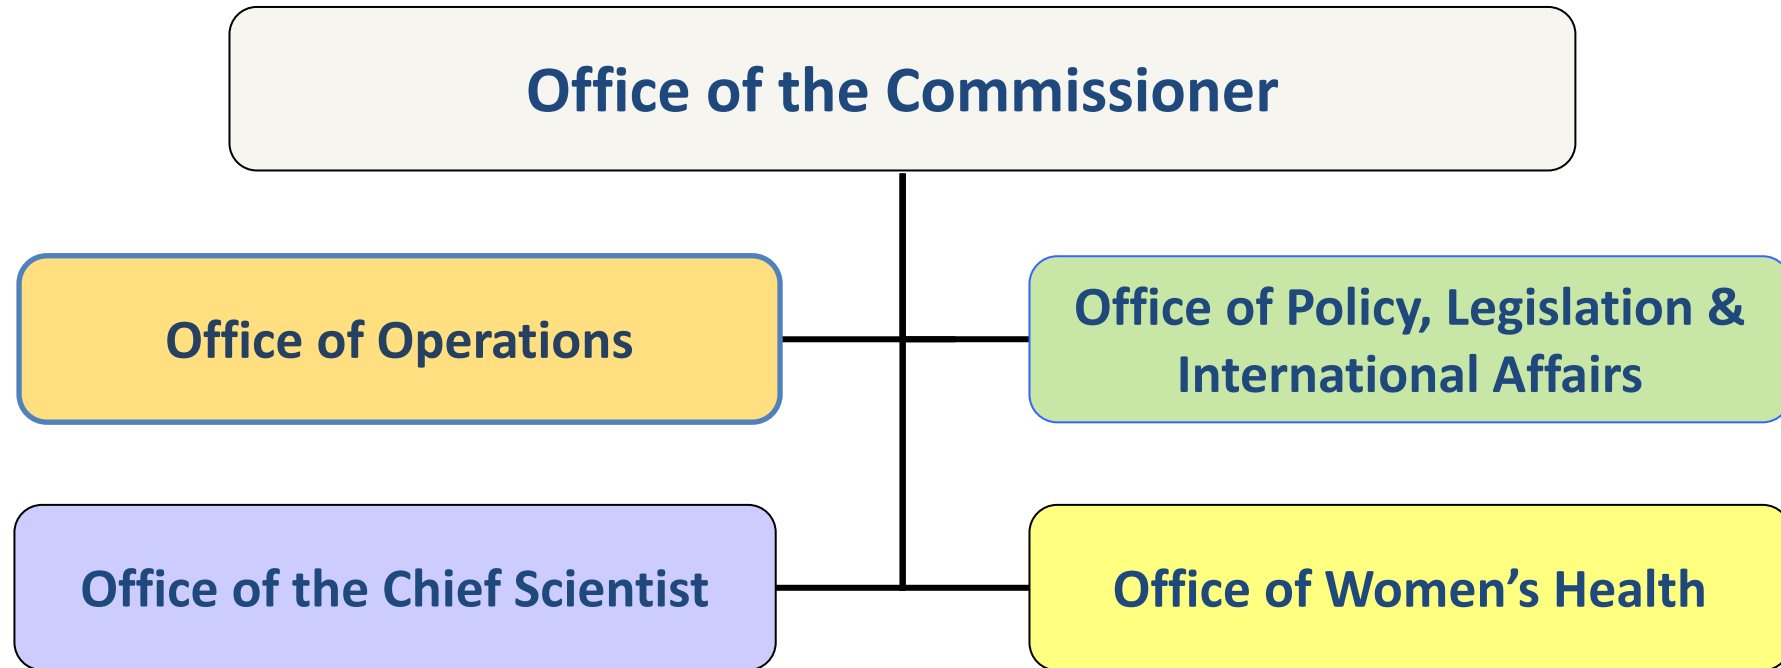 Office of the Commissioner
Office of Operations
Office of Policy, Legislation &
International Affairs
Office of the Chief Scientist
Office of Women’s Health